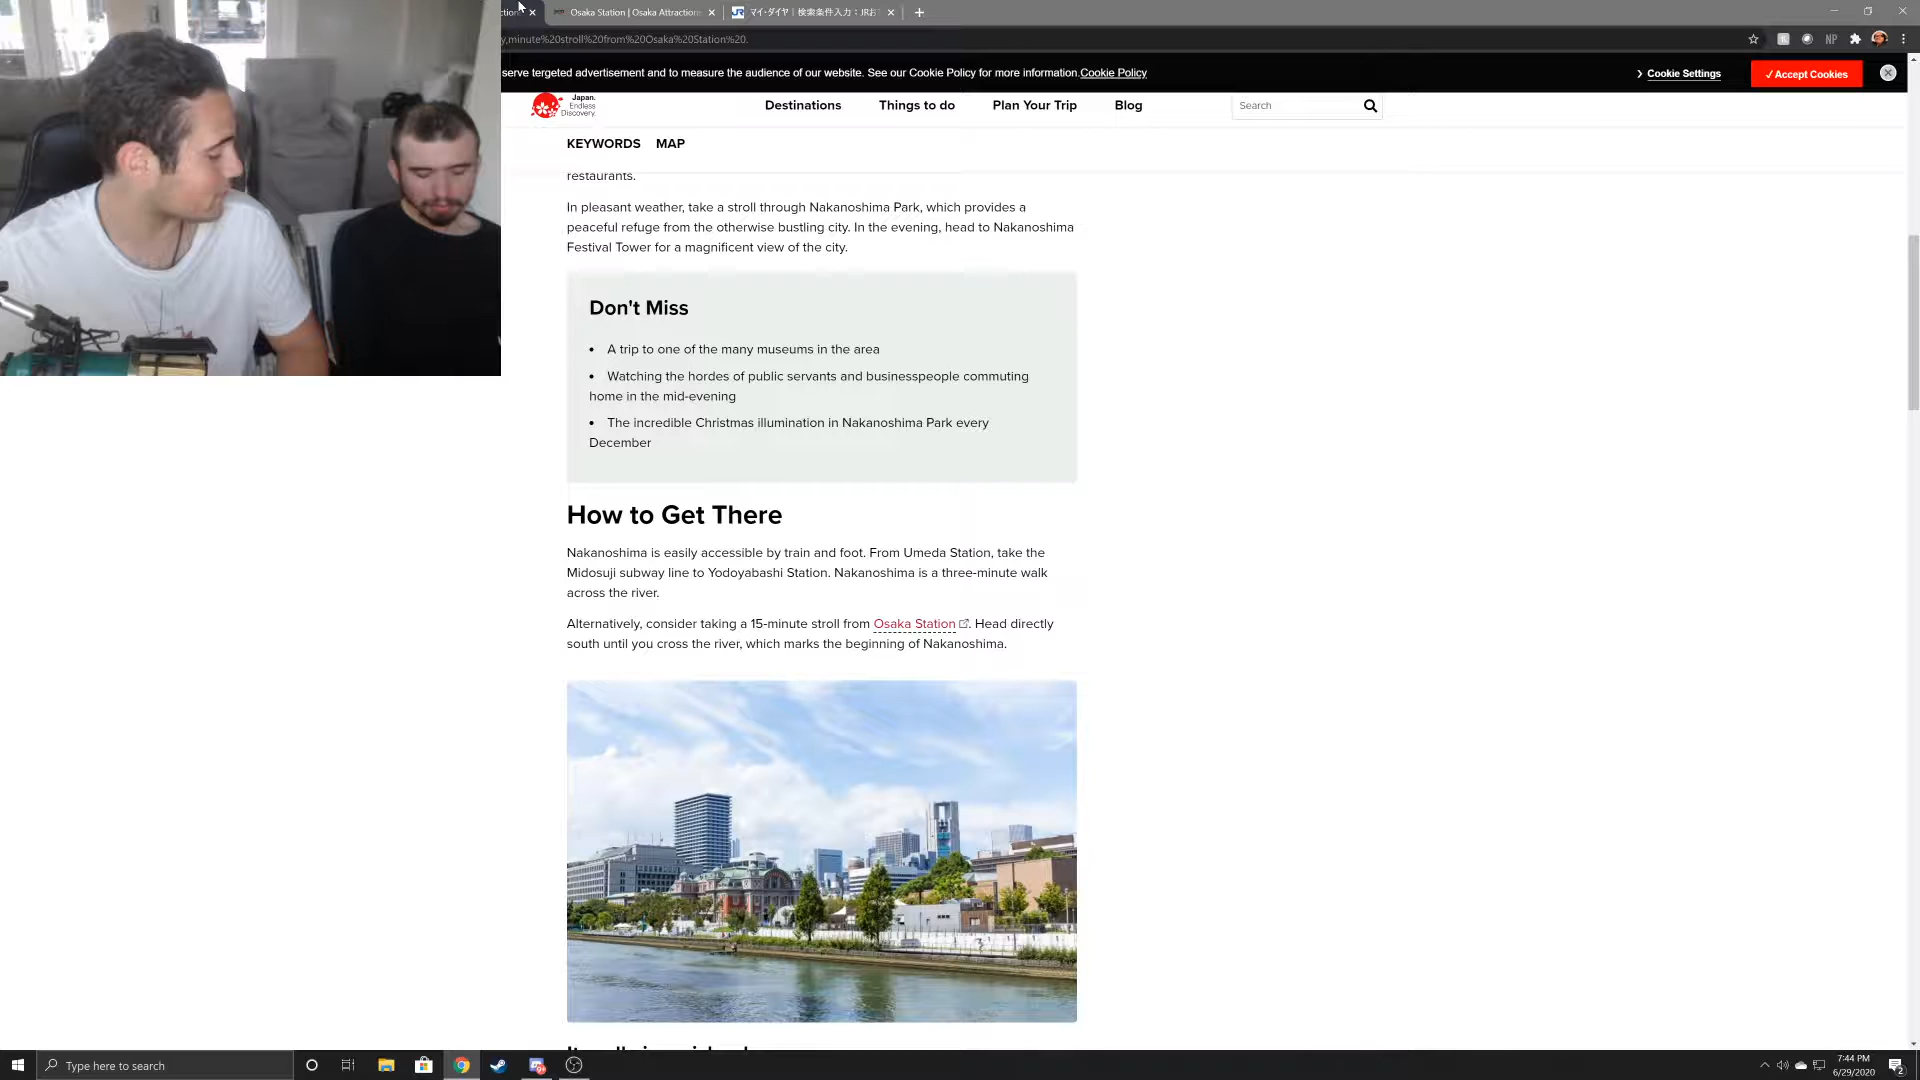 ction
Osaka Station | Osaka Attraction
マイ・ダイヤ｜検索条件入力：JRお
y,minute%20stroll%20from%20Osaka%20Station%20.
serve tergeted advertisement and to measure the audience of our website. See our Cookie Policy for more information.Cookie Policy
Cookie Settings
✓Accept Cookies
Japan.
Endless
Discovery.
Destinations
Things to do
Plan Your Trip
Blog
Search
KEYWORDS MAP
restaurants.
In pleasant weather, take a stroll through Nakanoshima Park, which provides a
peaceful refuge from the otherwise bustling city. In the evening, head to Nakanoshima
Festival Tower for a magnificent view of the city.
Don't Miss
• A trip to one of the many museums in the area
• Watching the hordes of public servants and businesspeople commuting
home in the mid-evening
• The incredible Christmas illumination in Nakanoshima Park every
December
How to Get There
Nakanoshima is easily accessible by train and foot. From Umeda Station, take the
Midosuji subway line to Yodoyabashi Station. Nakanoshima is a three-minute walk
across the river.
Alternatively, consider taking a 15-minute stroll from Osaka Station. Head directly
south until you cross the river, which marks the beginning of Nakanoshima.
Type here to search
7:44 PM
6/29/2020
2